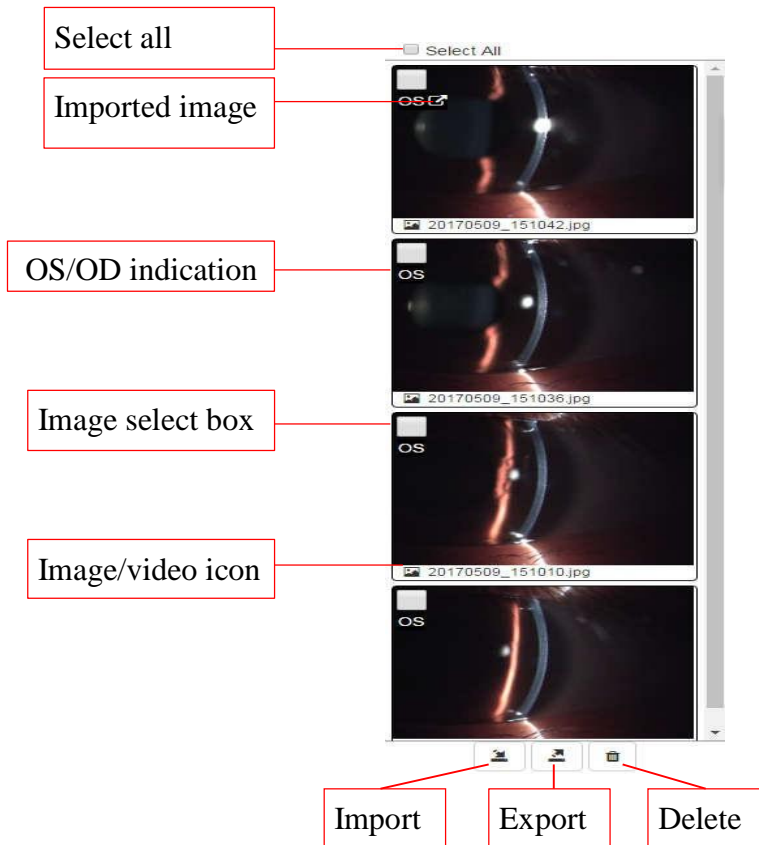 Select all
Select All
Imported image
OS
20170509_151042.jpg
OS/OD indication
OS
20170509_151036.jpg
Image select box
OS
Image/video icon
20170509_151010.jpg
OS
Import
Export
Delete